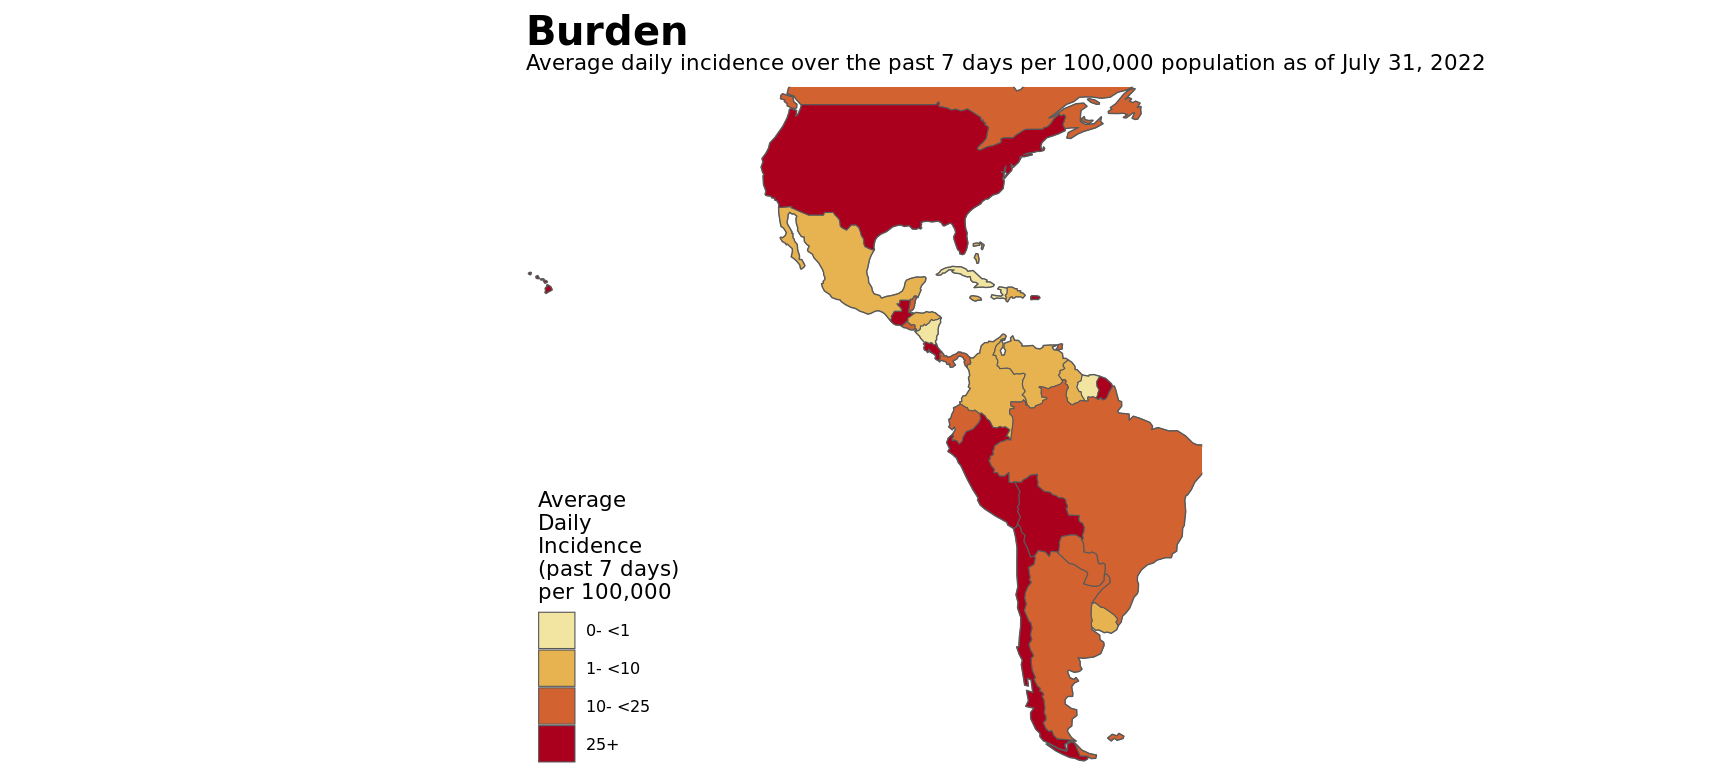 Burden
Average daily incidence over the past 7 days per 100,000 population as of July 31, 2022
Average
Daily
Incidence
(past 7 days)
per 100,000
0- <1
1- <10
10- <25
25+